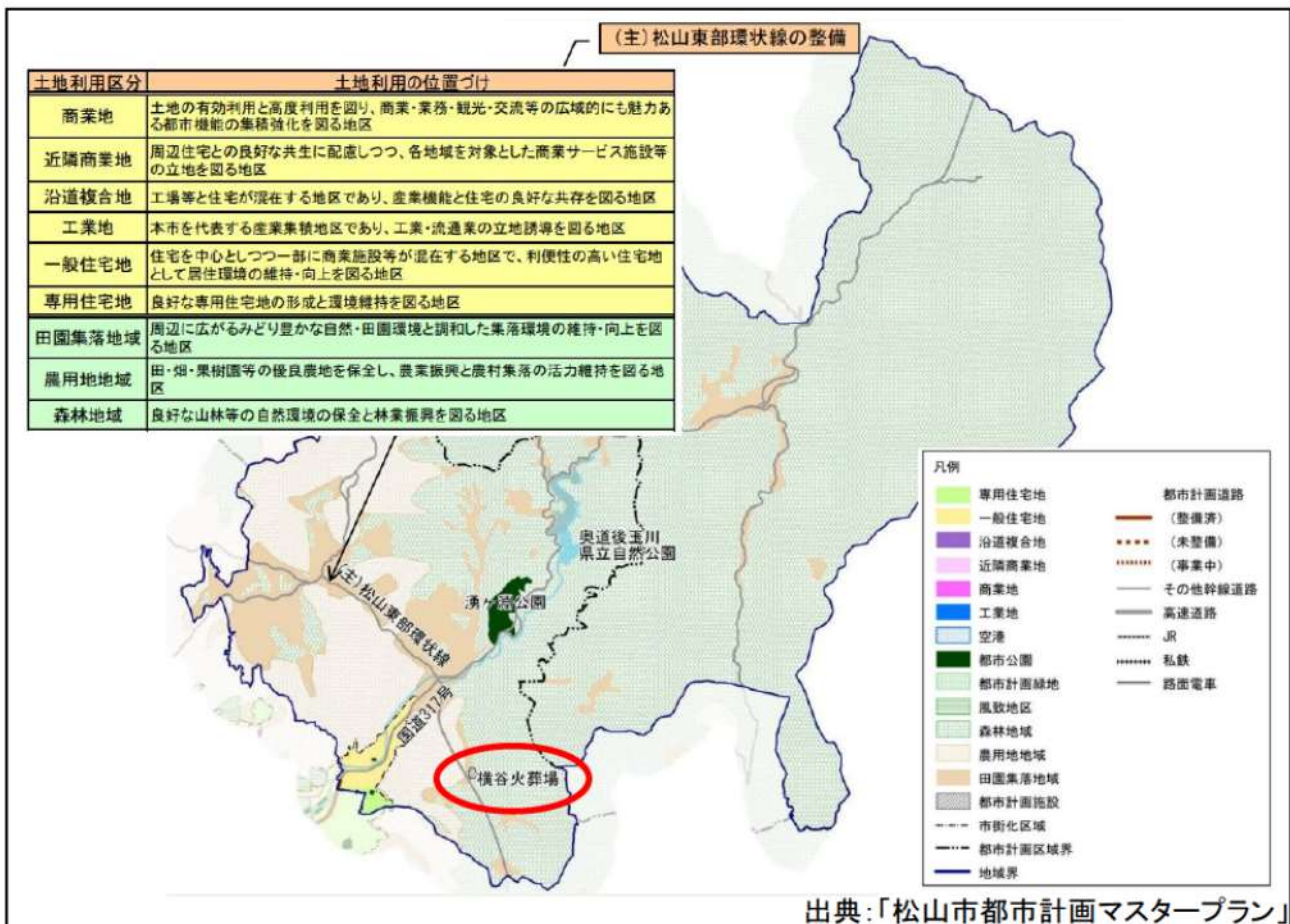 (主)松山東部環状線の整備
土地利用区分 土地利用の位置づけ
商業地 土地の有効利用と高度利用を図り、商業・業務・観光・交流等の広域的にも魅力あ
る都市機能の集積強化を図る地区
近隣商業地 周辺住宅との良好な共生に配慮しつつ、各地域を対象とした商業サービス施設等
の立地を図る地区
沿道複合地 工場等と住宅が混在する地区であり、産業機能と住宅の良好な共存を図る地区
工業地 本市を代表する産業集積地区であり、工業・流通業の立地誘導を図る地区
一般住宅地 住宅を中心としつつ一部に商業施設等が混在する地区で、利便性の高い住宅地
として居住環境の維持・向上を図る地区
専用住宅地 良好な専用住宅地の形成と環境維持を図る地区
田園集落地域 周辺に広がるみどり豊かな自然・田園環境と調和した集落環境の維持・向上を図
る地区
農用地地域 田・畑・果樹園等の優良農地を保全し、農業振興と農村集落の活力維持を図る地
区
森林地域 良好な山林等の自然環境の保全と林業振興を図る地区
奥道後玉川
県立自然公園
湧ヶ淵公園
(主)松山東部環状線
国道317号
横谷火葬場
凡例
専用住宅地
一般住宅地
沿道複合地
近隣商業地
商業地
工業地
空港
都市公園
都市計画緑地
風致地区
森林地域
農用地地域
田園集落地域
都市計画施設
市街化区域
都市計画区域界
地域界
都市計画道路
(整備済)
(未整備)
(事業中)
その他幹線道路
高速道路
JR
私鉄
路面電車
出典:「松山市都市計画マスタープラン」